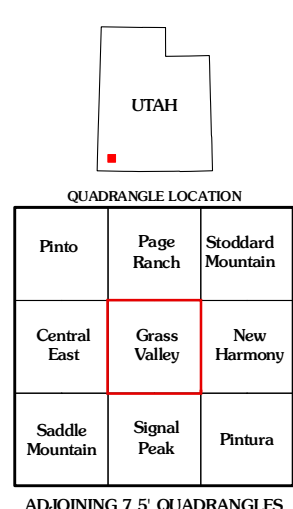 UTAH
QUADRANGLE LOCATION
Pinto
Page
Ranch
Stoddard
Mountain
Central
East
Grass
Valley
New
Harmony
Saddle
Mountain
Signal
Peak
Pintura
ADJOINING 7.5' QUADRANGLES